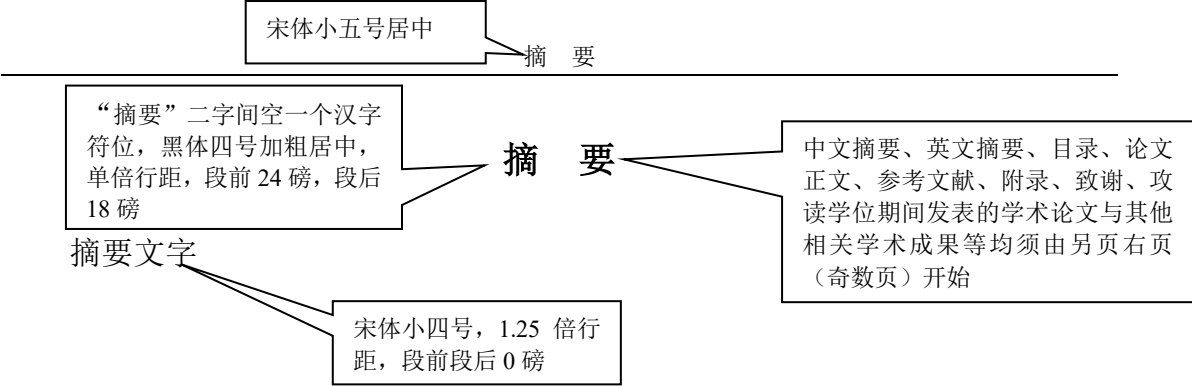 宋体小五号居中
摘　要
“摘要”二字间空一个汉字
符位，黑体四号加粗居中，
单倍行距，段前 24 磅，段后
18 磅
摘　要
中文摘要、英文摘要、目录、论文
正文、参考文献、附录、致谢、攻
读学位期间发表的学术论文与其他
相关学术成果等均须由另页右页
（奇数页）开始
摘要文字
宋体小四号，1.25 倍行
距，段前段后 0 磅